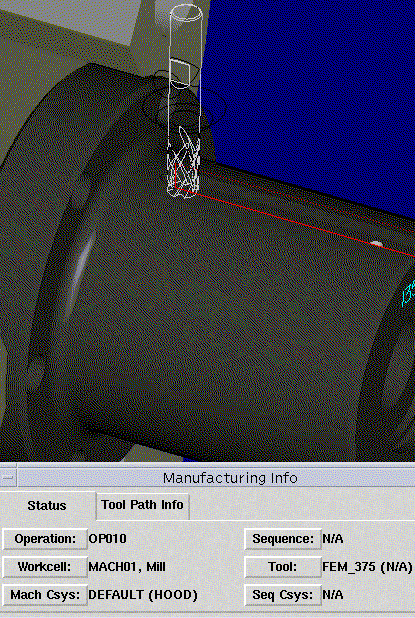 Manufacturing Info
Status Tool Path Info
Operation: OP010 Sequence: N/A
Workcell: MACH01, Mill Tool: FEM_375 (N/A)
Mach Csys: DEFAULT (HOOD) Seq Csys: N/A